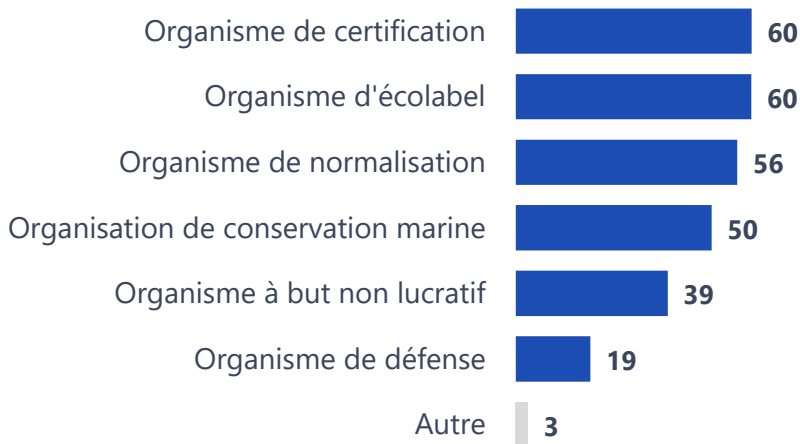 Organisme de certification 60
Organisme d'écolabel 60
Organisme de normalisation 56
Organisation de conservation marine 50
Organisme à but non lucratif 39
Organisme de défense 19
Autre 3